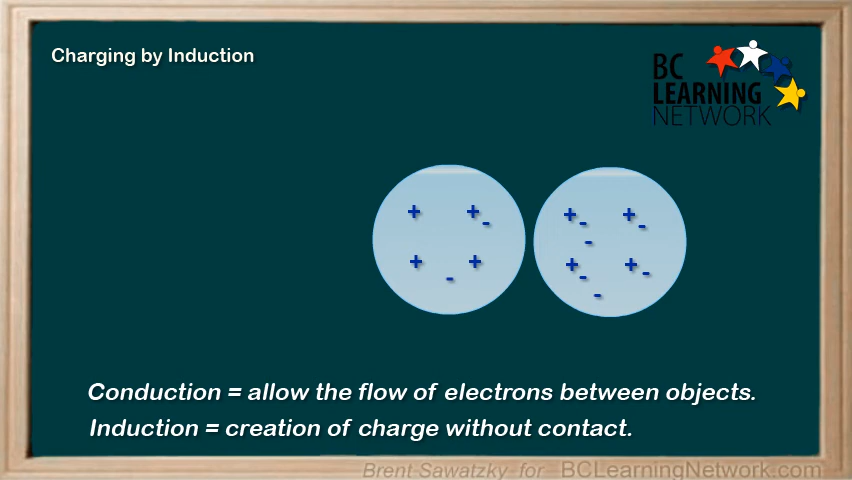 Charging by Induction
BC
LEARNING
NETWORK
+ + - + - + -
- -
+ + + - + -
- - -
Conduction = allow the flow of electrons between objects.
Induction = creation of charge without contact.
Brent Sawatzky for BCLearningNetwork.com